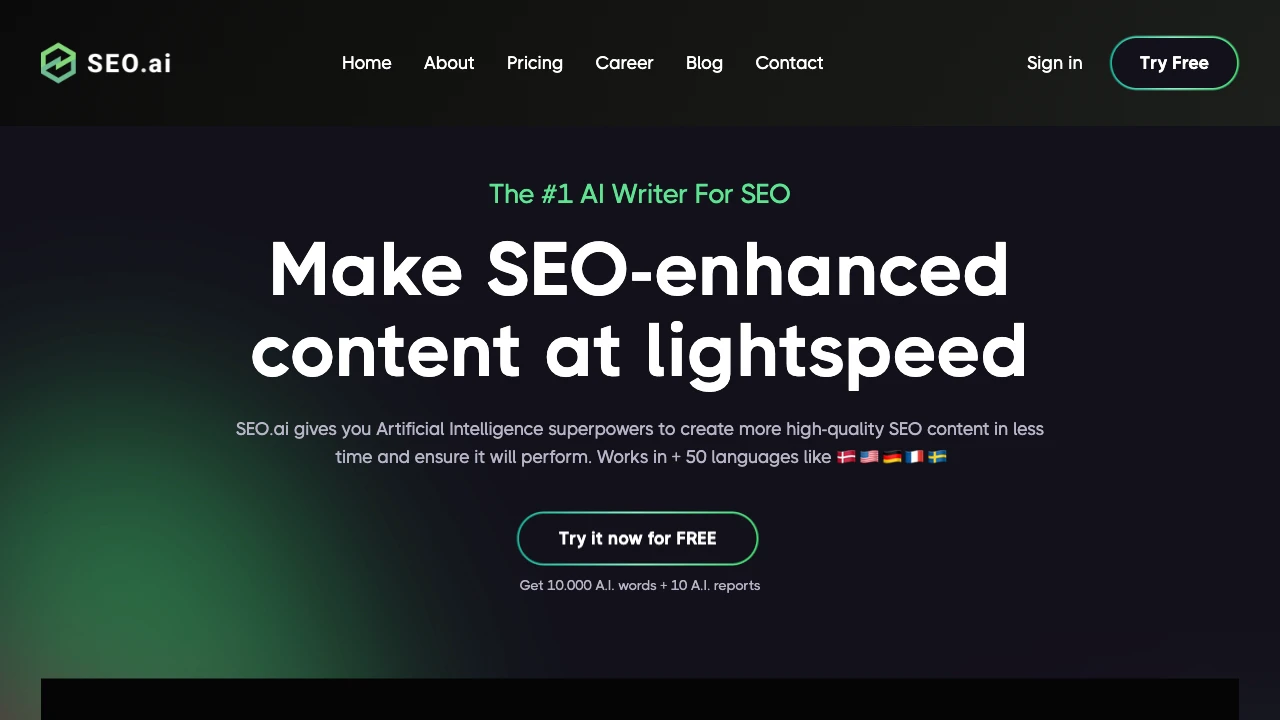 SEO.ai
Home About Pricing Career Blog Contact
Sign in
Try Free
The #1 AI Writer For SEO
Make SEO-enhanced
content at lightspeed
SEO.ai gives you Artificial Intelligence superpowers to create more high-quality SEO content in less
time and ensure it will perform. Works in + 50 languages like 🇩🇰 🇺🇸 🇩🇪 🇫🇷 🇸🇪
Try it now for FREE
Get 10.000 A.I. words + 10 A.I. reports